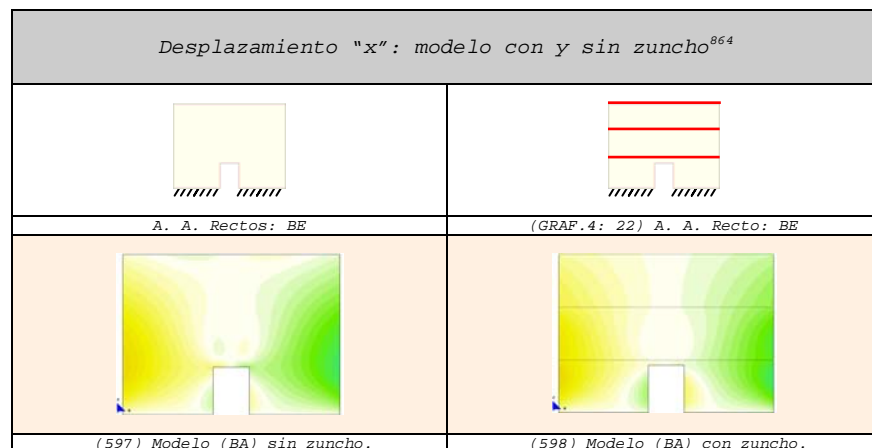 Desplazamiento “x”: modelo con y sin zuncho864
A. A. Rectos: BE
(GRAF.4: 22) A. A. Recto: BE
(597) Modelo (BA) sin zuncho.
(598) Modelo (BA) con zuncho.